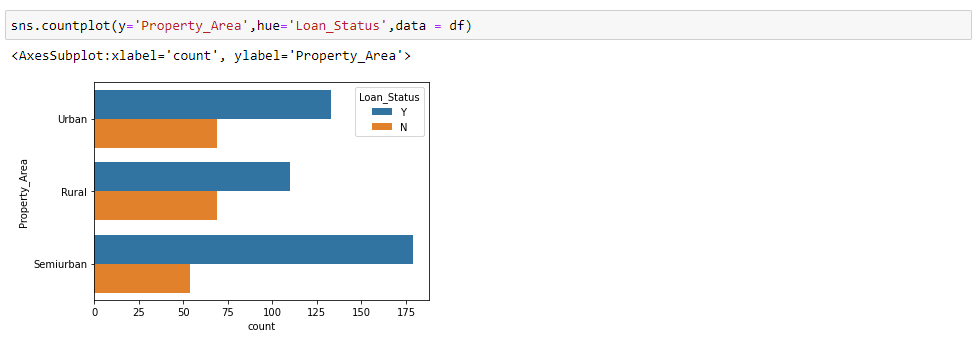 sns.countplot(y='Property_Area',hue='Loan_Status',data = df)
<AxesSubplot:xlabel='count', ylabel='Property_Area'>
Loan_Status
Y
N
Urban
Rural
Semiurban
Property_Area
0 25 50 75 100 125 150 175
count